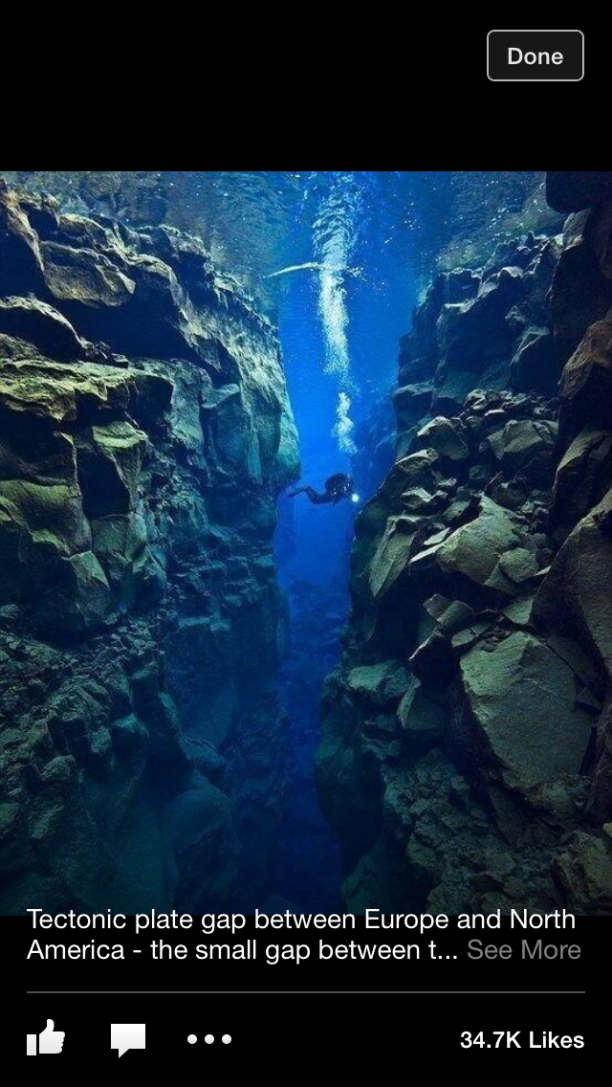 Done
Tectonic plate gap between Europe and North
America - the small gap between t... See More
34.7K Likes